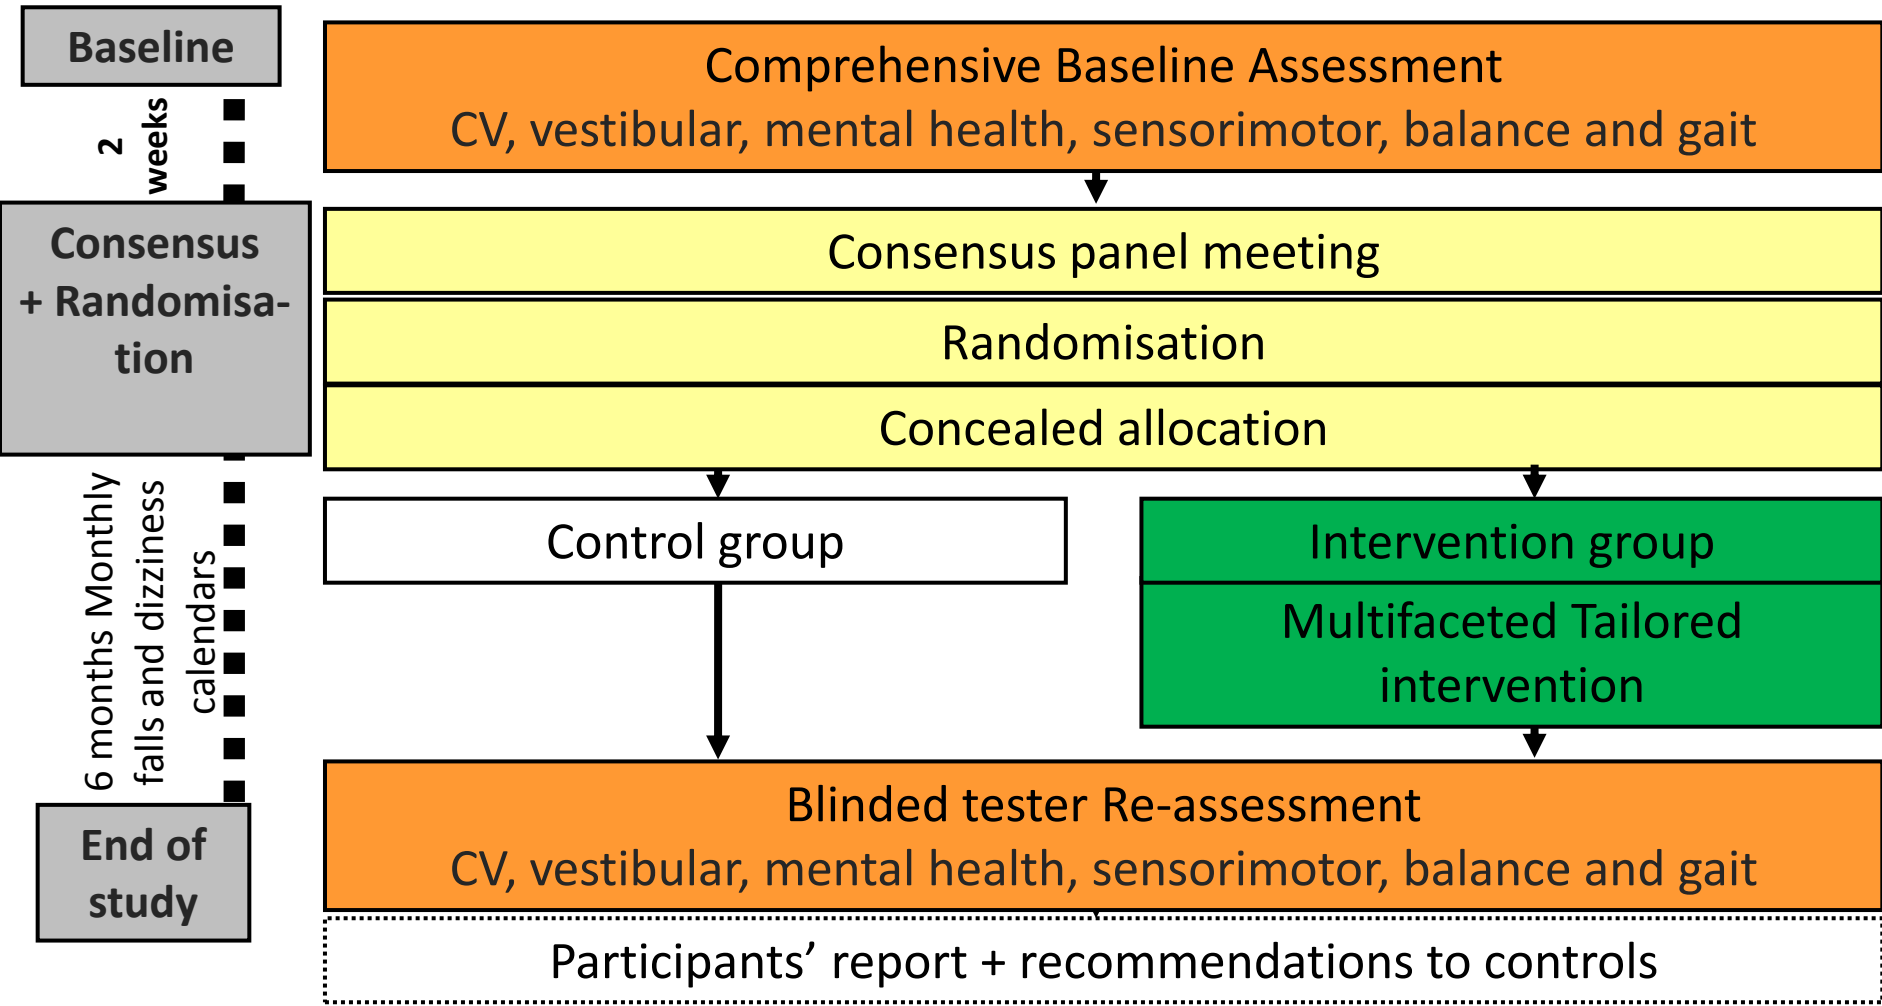 Baseline
Comprehensive Baseline Assessment
CV, vestibular, mental health, sensorimotor, balance and gait
2
weeks
Consensus
+ Randomisa-
tion
Consensus panel meeting
Randomisation
Concealed allocation
6 months Monthly
falls and dizziness
calendars
Control group
Intervention group
Multifaceted Tailored
intervention
End of
study
Blinded tester Re-assessment
CV, vestibular, mental health, sensorimotor, balance and gait
Participants’ report + recommendations to controls